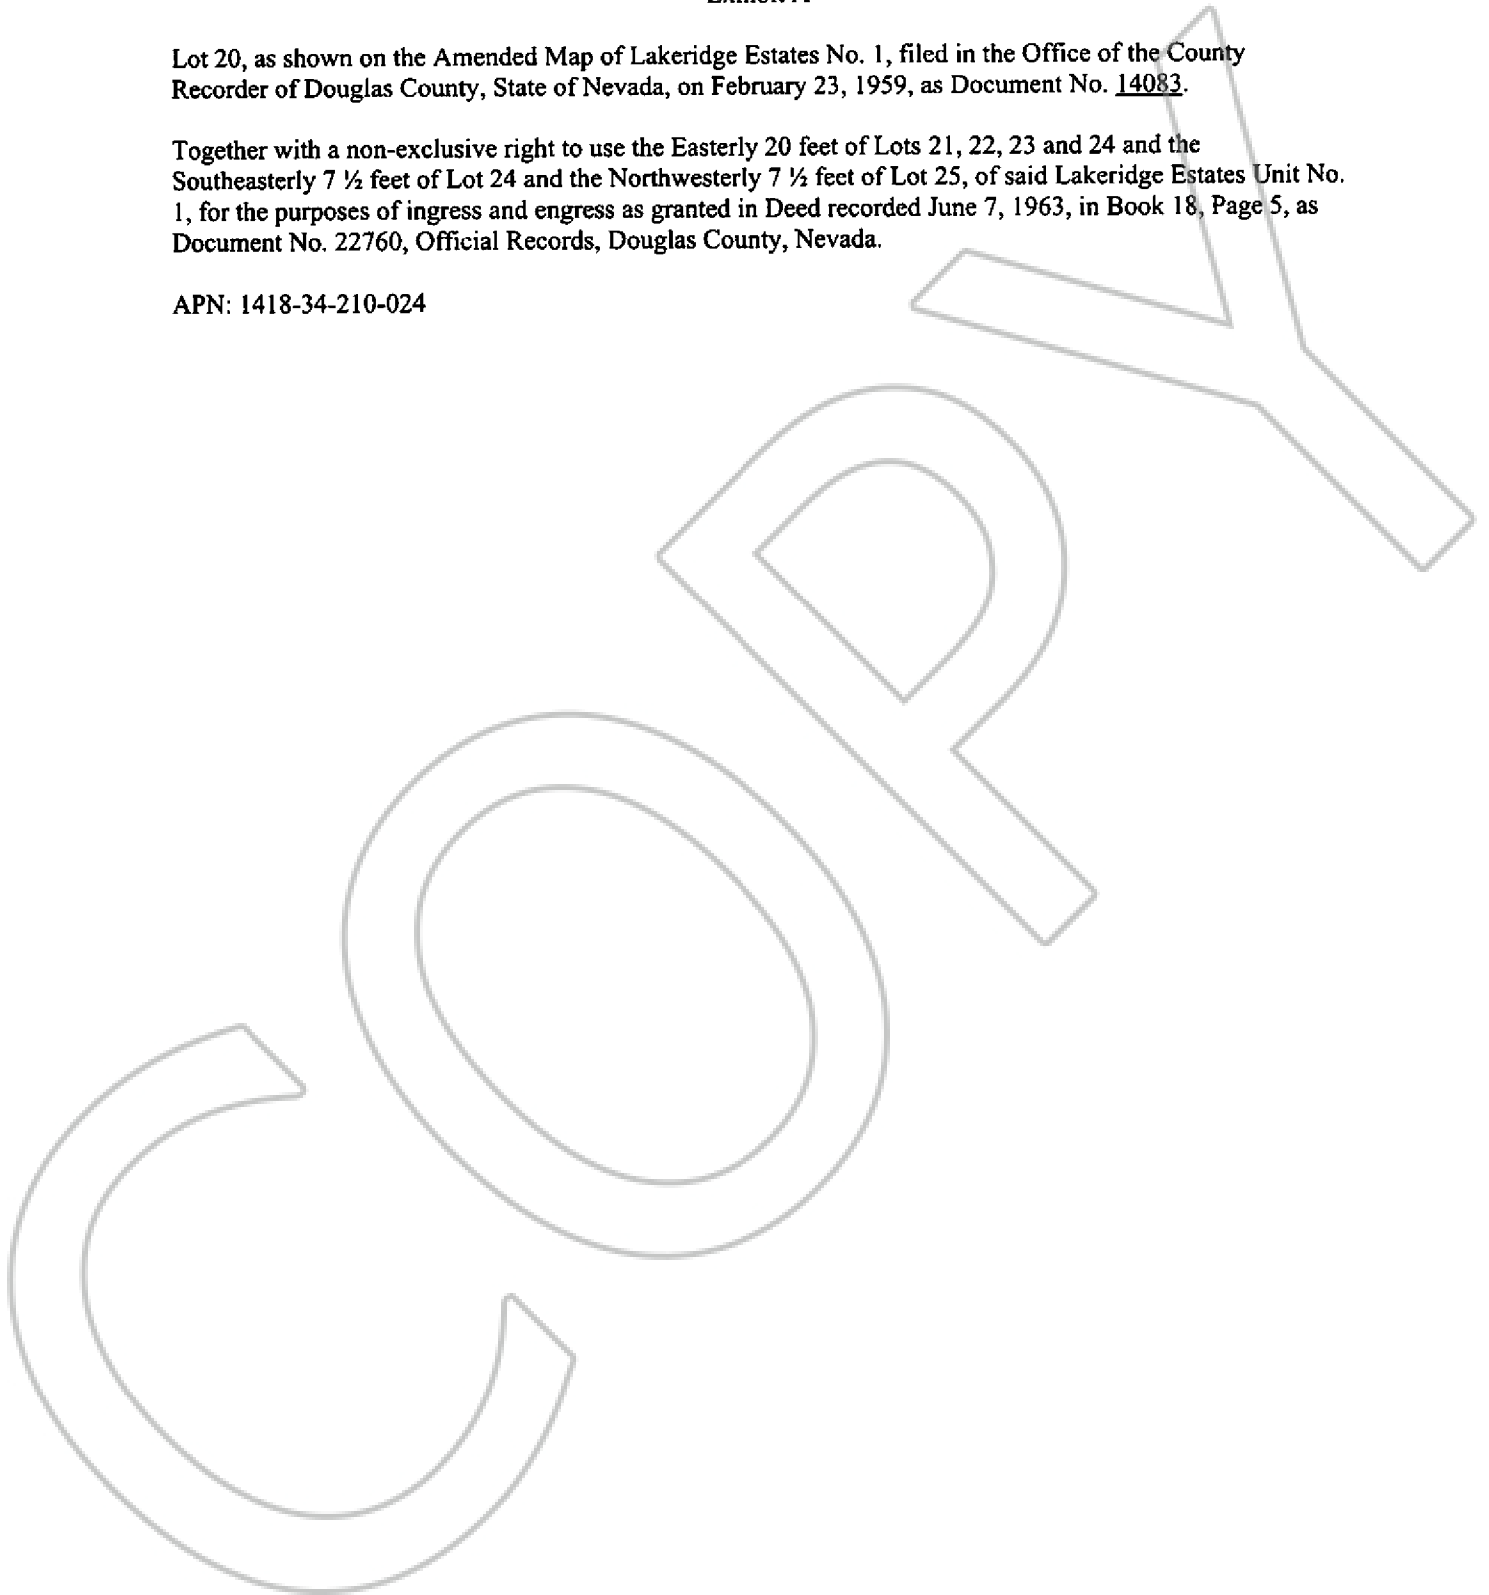 Lot 20, as shown on the Amended Map of Lakeridge Estates No. 1, filed in the Office of the County
Recorder of Douglas County, State of Nevada, on February 23, 1959, as Document No. 14083.
Together with a non-exclusive right to use the Easterly 20 feet of Lots 21, 22, 23 and 24 and the
Southeasterly 7 ½ feet of Lot 24 and the Northwesterly 7 ½ feet of Lot 25, of said Lakeridge Estates Unit No.
1, for the purposes of ingress and engress as granted in Deed recorded June 7, 1963, in Book 18, Page 5, as
Document No. 22760, Official Records, Douglas County, Nevada.
APN: 1418-34-210-024
COPY